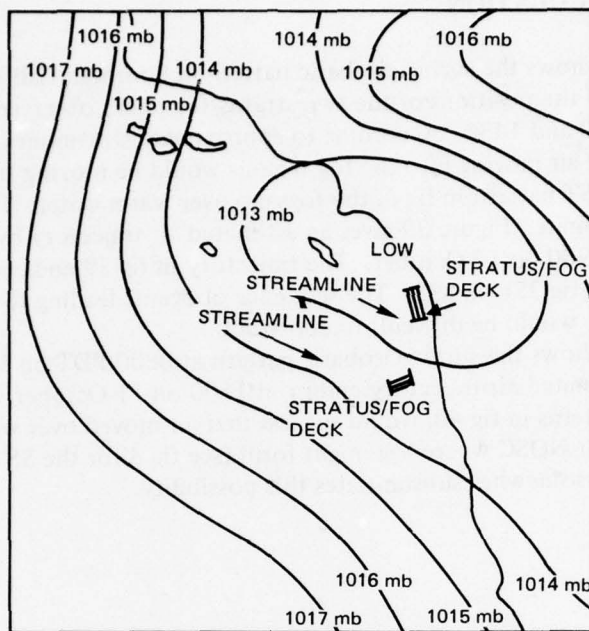 1016 mb
1017 mb
1014 mb
1015 mb
1014 mb
1016 mb
1015 mb
1013 mb
LOW
STREAMLINE
STRATUS/FOG
DECK
STREAMLINE
STRATUS/FOG
DECK
1016 mb
1014 mb
1017 mb
1015 mb